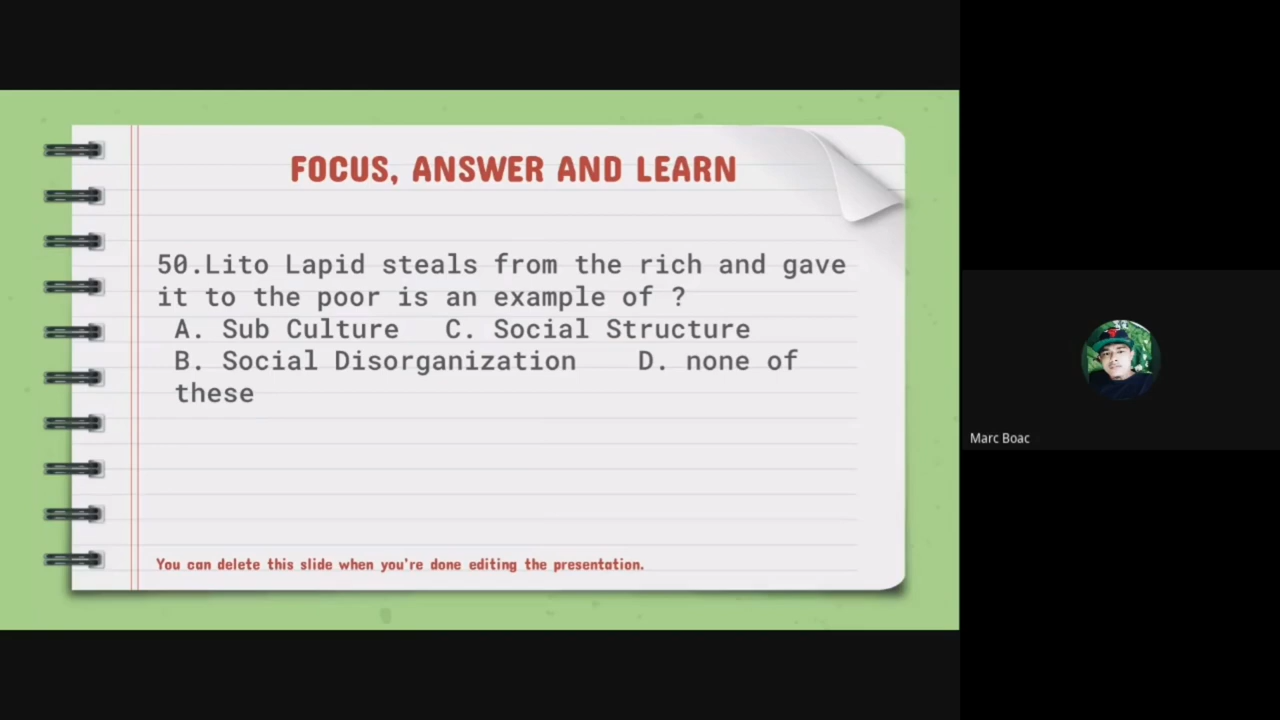 FOCUS, ANSWER AND LEARN
50.Lito Lapid steals from the rich and gave
it to the poor is an example of ?
A. Sub Culture   C. Social Structure
B. Social Disorganization    D. none of
these
You can delete this slide when you're done editing the presentation.
Marc Boac